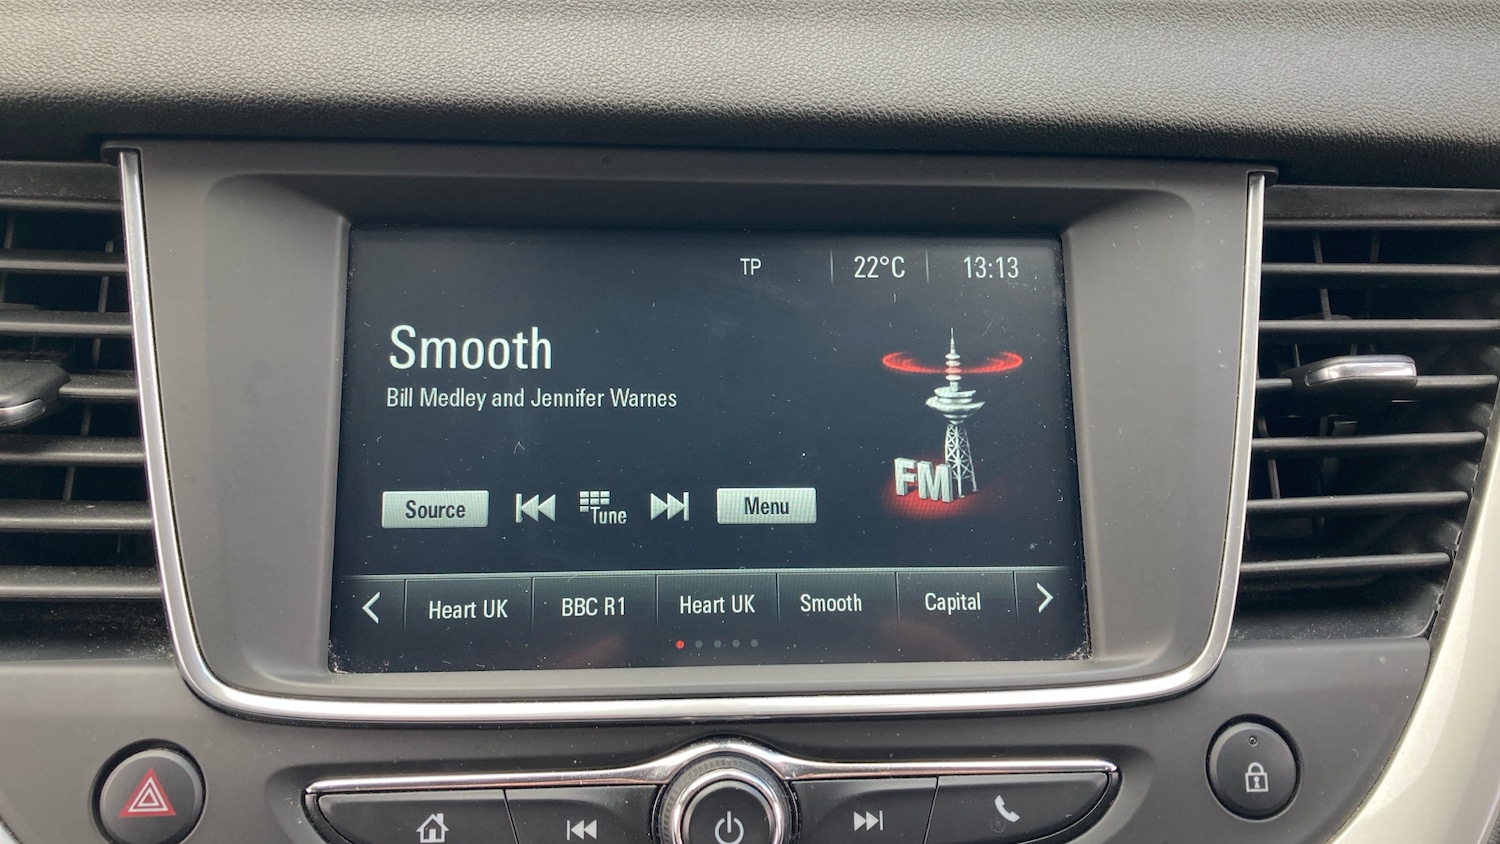 TP 22°C 13:13
Smooth
Bill Medley and Jennifer Warnes
FM
Source Tune Menu
Heart UK BBC R1 Heart UK Smooth Capital